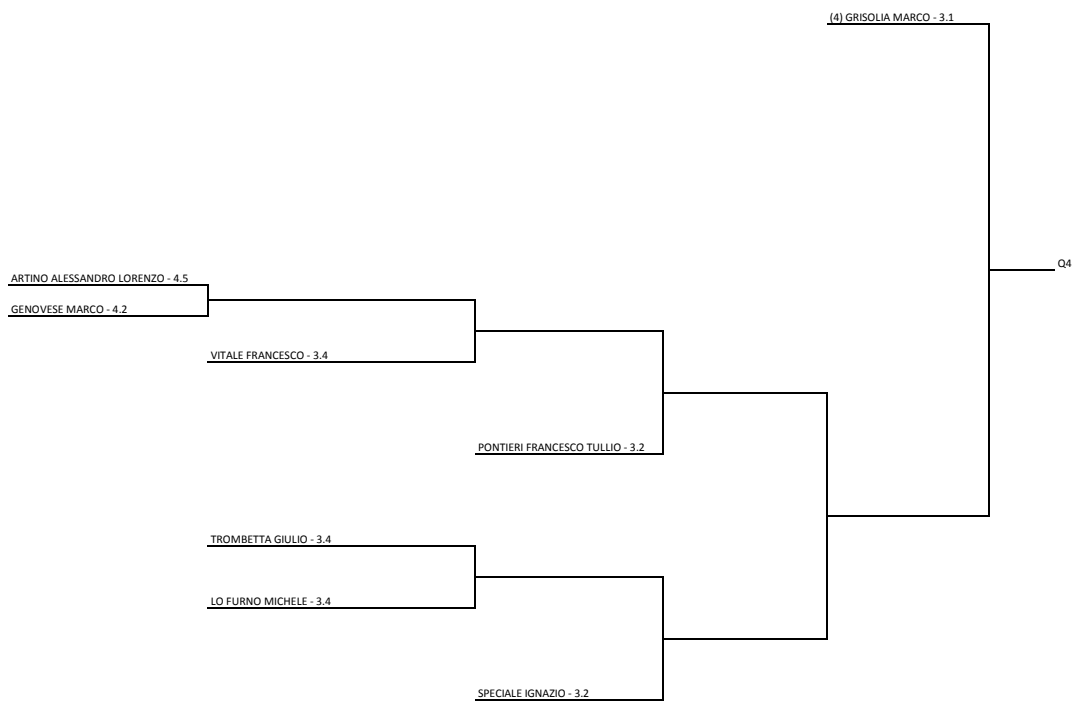 (4) GRISOLIA MARCO - 3.1
Q4
ARTINO ALESSANDRO LORENZO - 4.5
GENOVESE MARCO - 4.2
VITALE FRANCESCO - 3.4
PONTIERI FRANCESCO TULLIO - 3.2
TROMBETTA GIULIO - 3.4
LO FURNO MICHELE - 3.4
SPECIALE IGNAZIO - 3.2